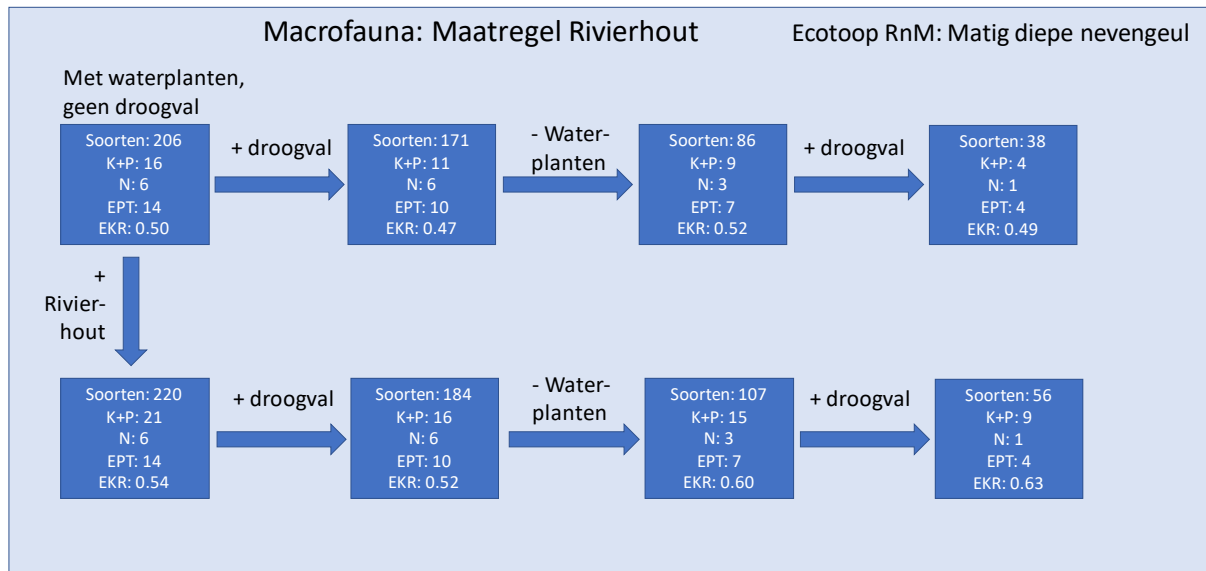 Macrofauna: Maatregel Rivierhout
Ecotoop RnM: Matig diepe nevengeul
Met waterplanten,
geen droogval
Soorten: 206
K+P: 16
N: 6
EPT: 14
EKR: 0.50
+ droogval
Soorten: 171
K+P: 11
N: 6
EPT: 10
EKR: 0.47
- Water-
planten
Soorten: 86
K+P: 9
N: 3
EPT: 7
EKR: 0.52
+ droogval
Soorten: 38
K+P: 4
N: 1
EPT: 4
EKR: 0.49
+
Rivier-
hout
Soorten: 220
K+P: 21
N: 6
EPT: 14
EKR: 0.54
+ droogval
Soorten: 184
K+P: 16
N: 6
EPT: 10
EKR: 0.52
- Water-
planten
Soorten: 107
K+P: 15
N: 3
EPT: 7
EKR: 0.60
+ droogval
Soorten: 56
K+P: 9
N: 1
EPT: 4
EKR: 0.63